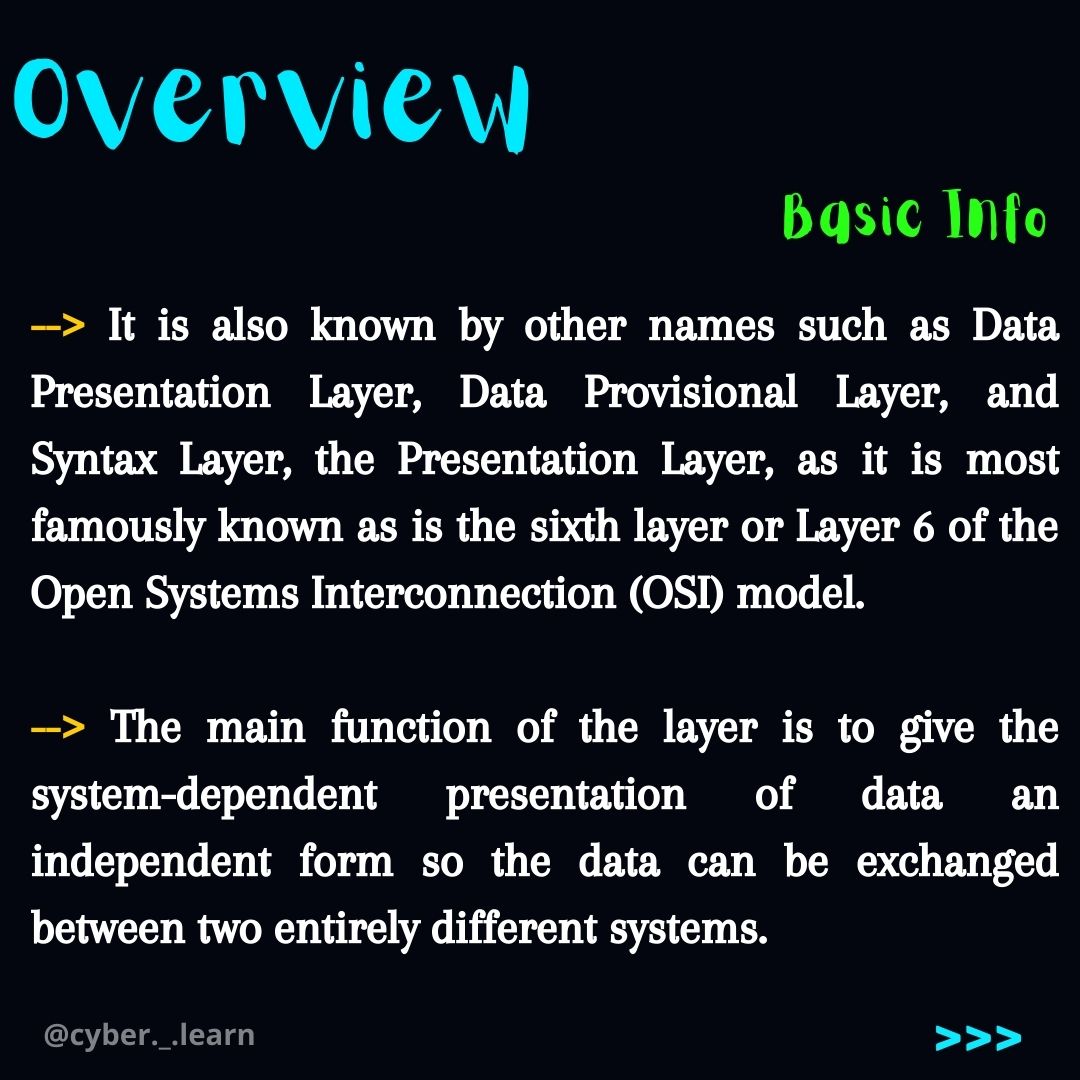 Overview
Basic Info
--> It is also known by other names such as Data
Presentation Layer, Data Provisional Layer, and
Syntax Layer, the Presentation Layer, as it is most
famously known as is the sixth layer or Layer 6 of the
Open Systems Interconnection (OSI) model.
--> The main function of the layer is to give the
system-dependent presentation of data an
independent form so the data can be exchanged
between two entirely different systems.
@cyber._.learn
>>>